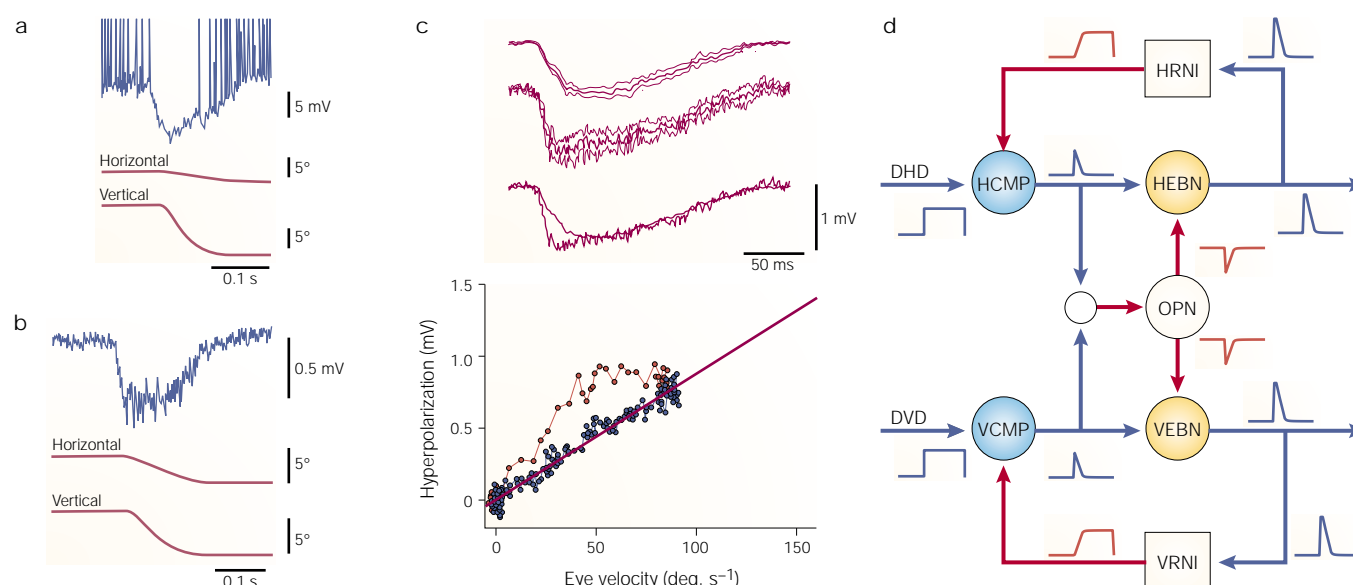 a
5 mV
Horizontal
5°
Vertical
5°
0.1 s
b
0.5 mV
Horizontal
5°
Vertical
5°
0.1 s
c
1 mV
50 ms
1.5
1.0
0.5
0
Hyperpolarization (mV)
0 50 100 150
Eye velocity (deg. s–1)
d
HRNI
DHD
HCMP
HEBN
OPN
DVD
VCMP
VEBN
VRNI